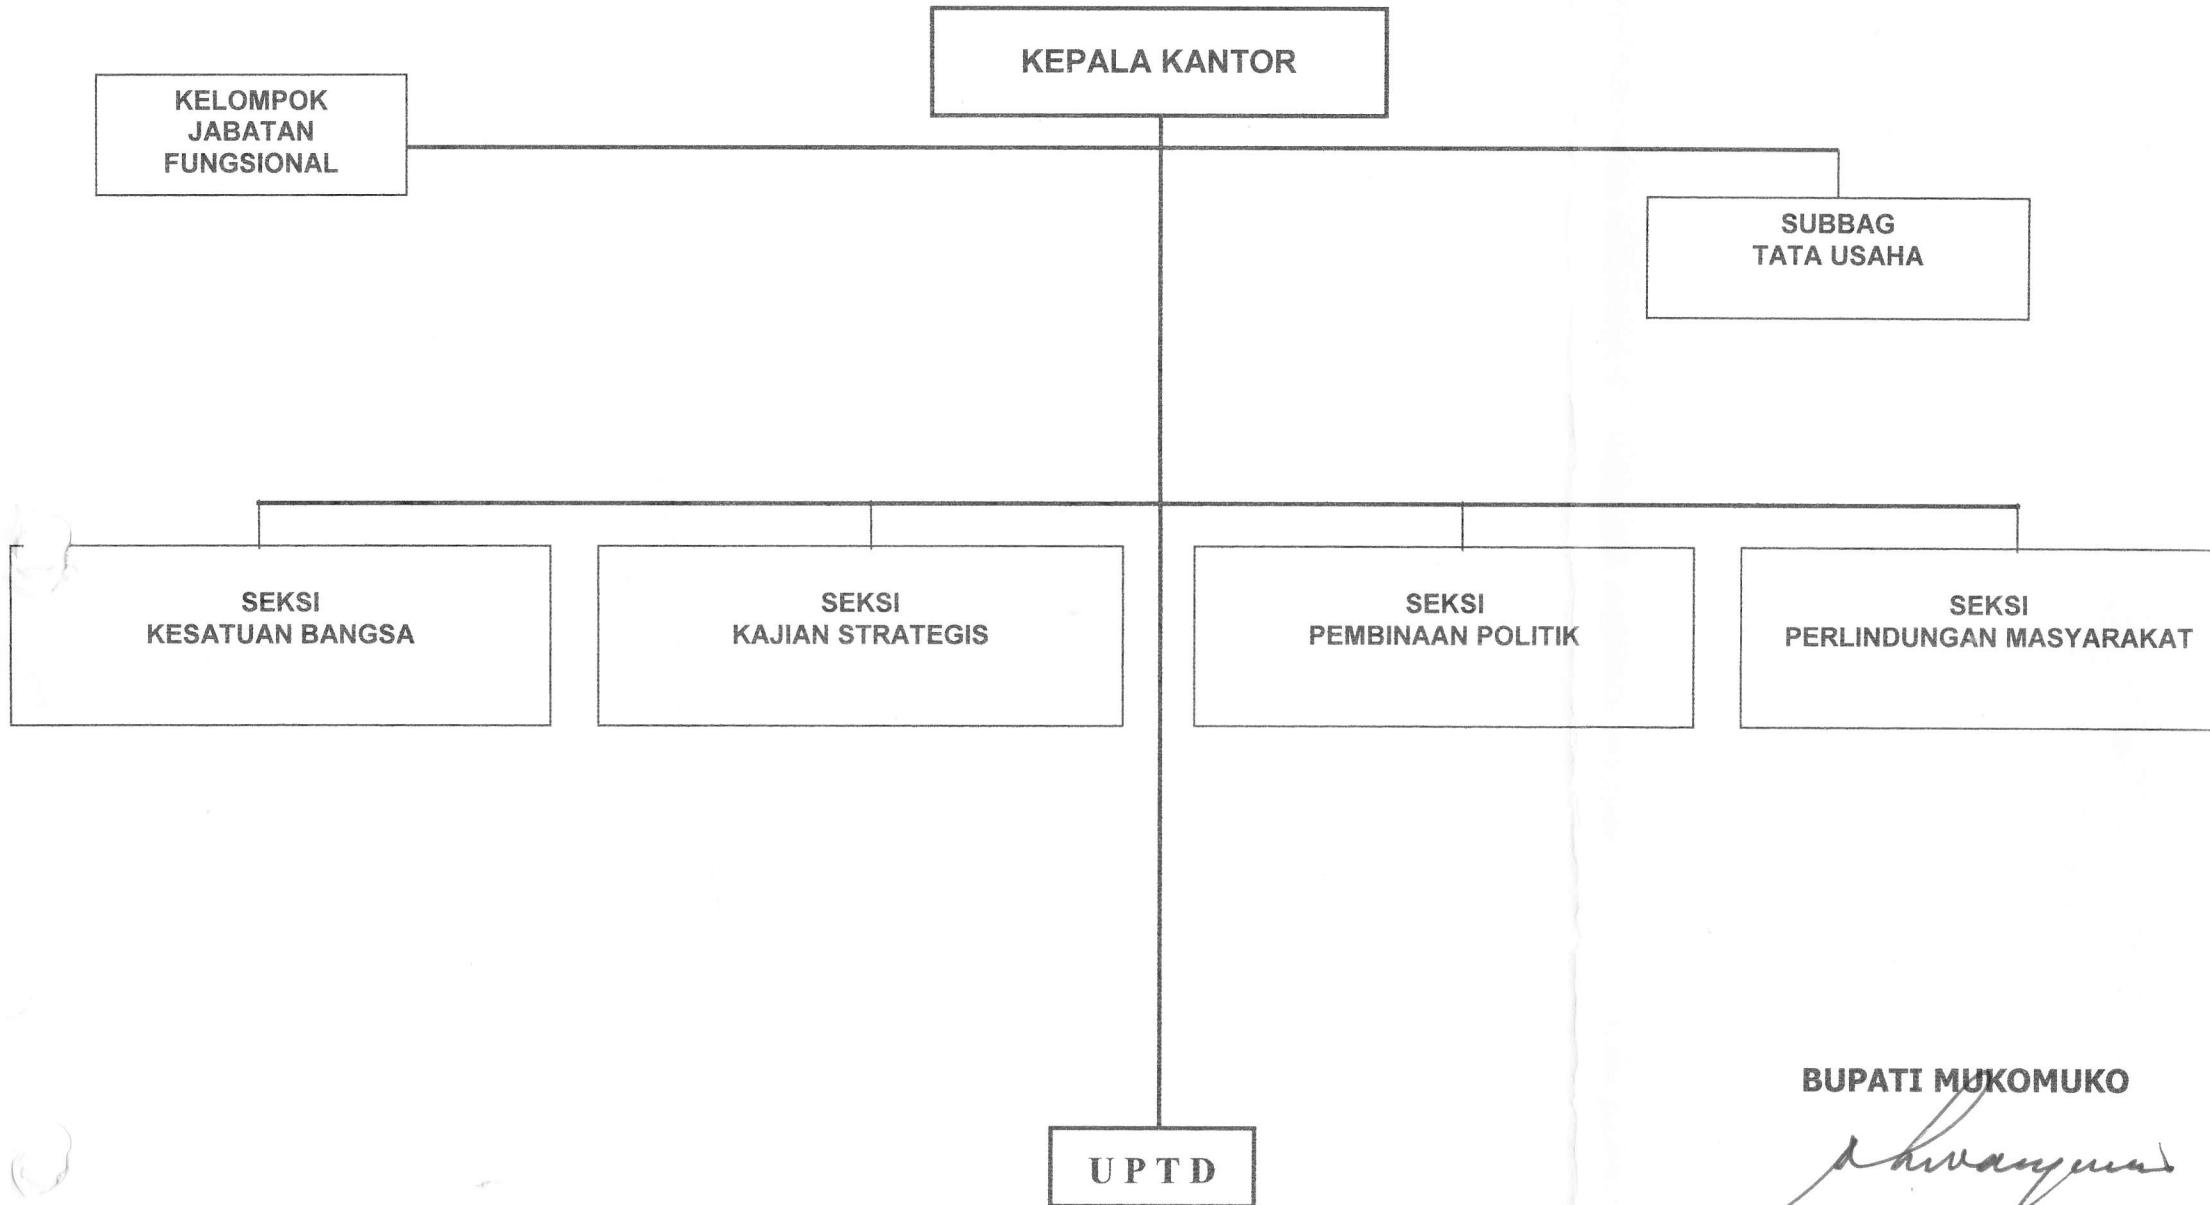 KEPALA KANTOR
KELOMPOK
JABATAN
FUNGSIONAL
SUBBAG
TATA USAHA
SEKSI
KESATUAN BANGSA
SEKSI
KAJIAN STRATEGIS
SEKSI
PEMBINAAN POLITIK
SEKSI
PERLINDUNGAN MASYARAKAT
BUPATI MUKOMUKO
U P T D